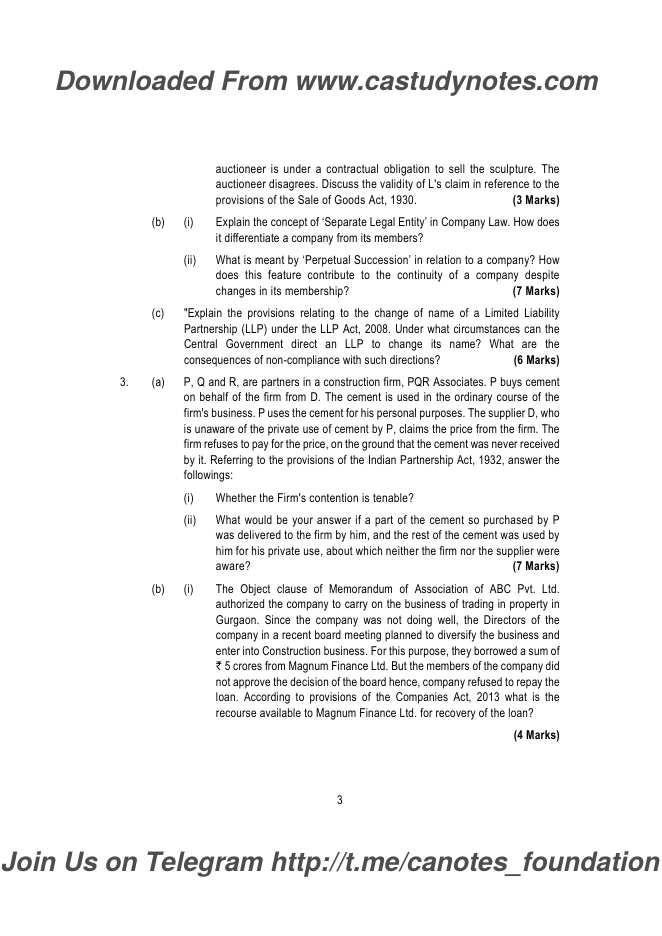 Downloaded From www.castudynotes.com
auctioneer is under a contractual obligation to sell the sculpture. The
auctioneer disagrees. Discuss the validity of L's claim in reference to the
provisions of the Sale of Goods Act, 1930. (3 Marks)
(b) (i) Explain the concept of ‘Separate Legal Entity’ in Company Law. How does
it differentiate a company from its members?
(ii) What is meant by ‘Perpetual Succession’ in relation to a company? How
does this feature contribute to the continuity of a company despite
changes in its membership? (7 Marks)
(c) "Explain the provisions relating to the change of name of a Limited Liability
Partnership (LLP) under the LLP Act, 2008. Under what circumstances can the
Central Government direct an LLP to change its name? What are the
consequences of non-compliance with such directions? (6 Marks)
3. (a) P, Q and R, are partners in a construction firm, PQR Associates. P buys cement
on behalf of the firm from D. The cement is used in the ordinary course of the
firm's business. P uses the cement for his personal purposes. The supplier D, who
is unaware of the private use of cement by P, claims the price from the firm. The
firm refuses to pay for the price, on the ground that the cement was never received
by it. Referring to the provisions of the Indian Partnership Act, 1932, answer the
followings:
(i) Whether the Firm's contention is tenable?
(ii) What would be your answer if a part of the cement so purchased by P
was delivered to the firm by him, and the rest of the cement was used by
him for his private use, about which neither the firm nor the supplier were
aware? (7 Marks)
(b) (i) The Object clause of Memorandum of Association of ABC Pvt. Ltd.
authorized the company to carry on the business of trading in property in
Gurgaon. Since the company was not doing well, the Directors of the
company in a recent board meeting planned to diversify the business and
enter into Construction business. For this purpose, they borrowed a sum of
₹ 5 crores from Magnum Finance Ltd. But the members of the company did
not approve the decision of the board hence, company refused to repay the
loan. According to provisions of the Companies Act, 2013 what is the
recourse available to Magnum Finance Ltd. for recovery of the loan?
(4 Marks)
3
Join Us on Telegram http://t.me/canotes_foundation